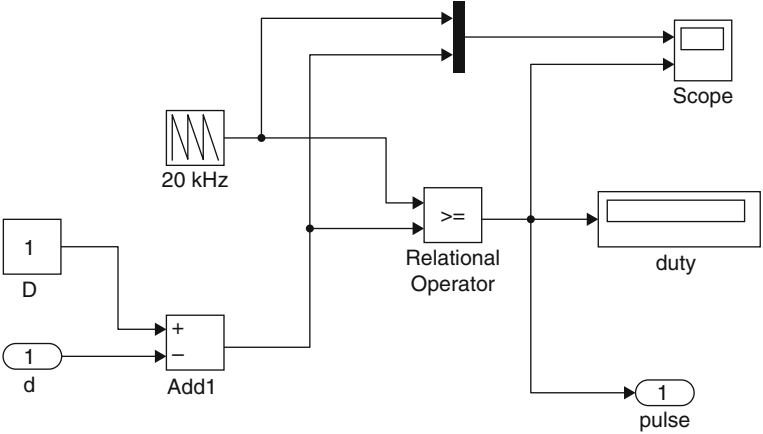 Scope
20 kHz
>=
Relational
Operator
duty
1
D
+
−
1
d
Add1
1
pulse